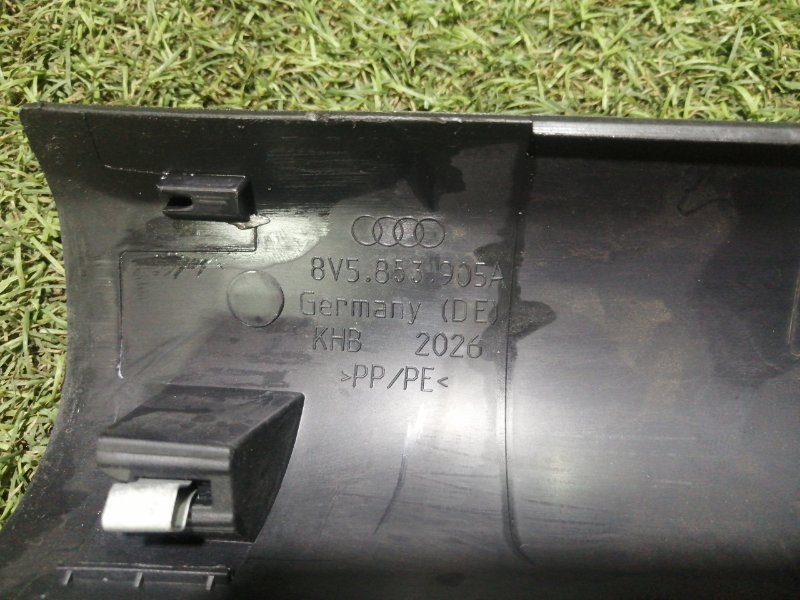 8V5.853.905A
Germany (DE)
KHB 2026
>PP/PE<